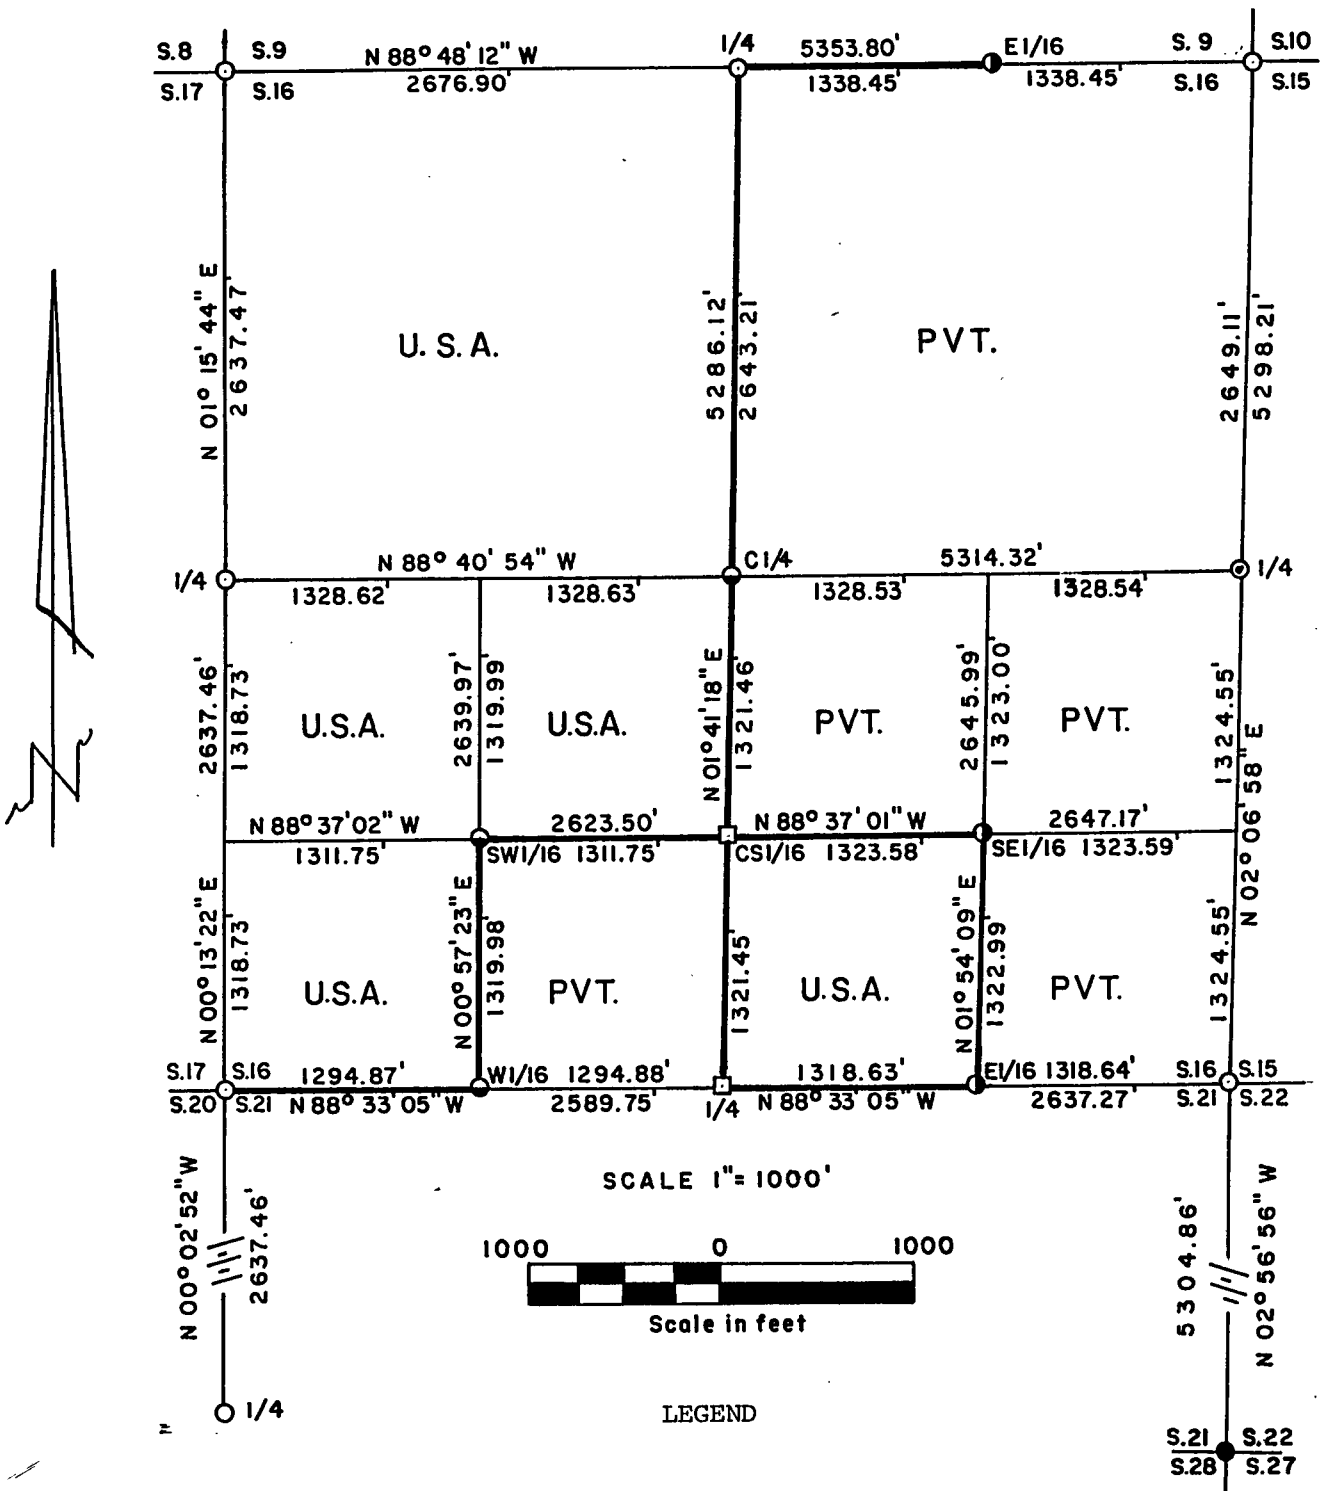 S.8 S.9
S.17 S.16
N 88° 48' 12" W
2676.90'
1/4
5353.80'
1338.45'
E1/16
1338.45'
S.9 S.10
S.16 S.15
N 01° 15' 44" E
2637.47'
U.S.A.
5286.12'
2643.21'
PVT.
2649.11'
5298.21'
1/4
N 88° 40' 54" W
1328.62'
1328.63'
C1/4
5314.32'
1328.53'
1328.54'
1/4
2637.46'
1318.73'
U.S.A.
2639.97'
1319.99'
U.S.A.
N 01° 41' 18" E
1321.46'
PVT.
2645.99'
1323.00'
PVT.
1324.55'
N 02° 06' 58" E
N 88° 37' 02" W
1311.75'
2623.50'
SW1/16 1311.75'
N 88° 37' 01" W
CS1/16 1323.58'
2647.17'
SE1/16 1323.59'
N 00° 13' 22" E
1318.73'
U.S.A.
N 00° 57' 23" E
1319.98'
PVT.
1321.45'
U.S.A.
N 01° 54' 09" E
1322.99'
PVT.
1324.55'
S.17 S.16
S.20 S.21
1294.87'
N 88° 33' 05" W
W1/16 1294.88'
2589.75'
1/4
1318.63'
N 88° 33' 05" W
E1/16 1318.64'
2637.27'
S.16 S.15
S.21 S.22
N 00° 02' 52" W
2637.46'
1/4
SCALE 1"= 1000'
1000 0 1000
Scale in feet
LEGEND
5304.86'
N 02° 56' 56" W
S.21 S.22
S.28 S.27